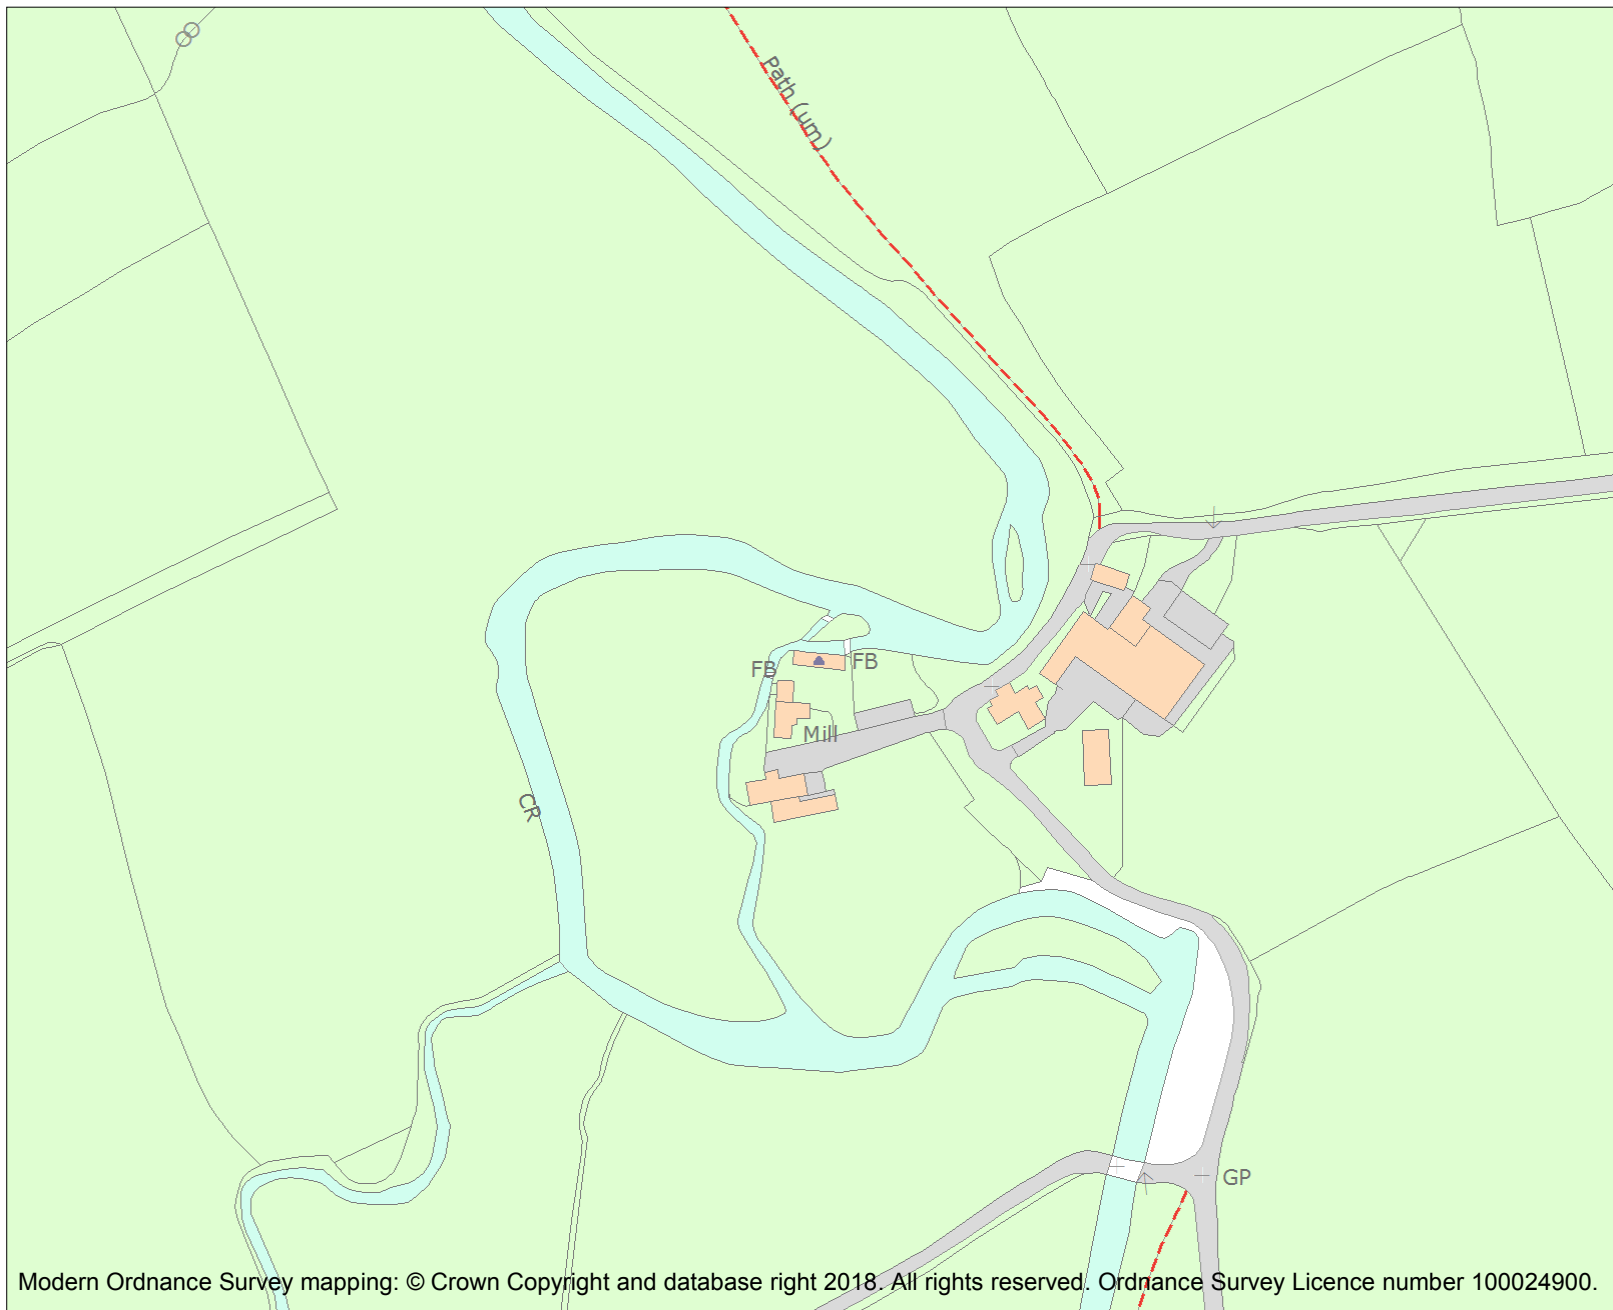 Path (um)
FB
FB
Mill
CR
GP
Modern Ordnance Survey mapping: © Crown Copyright and database right 2018. All rights reserved. Ordnance Survey Licence number 100024900.